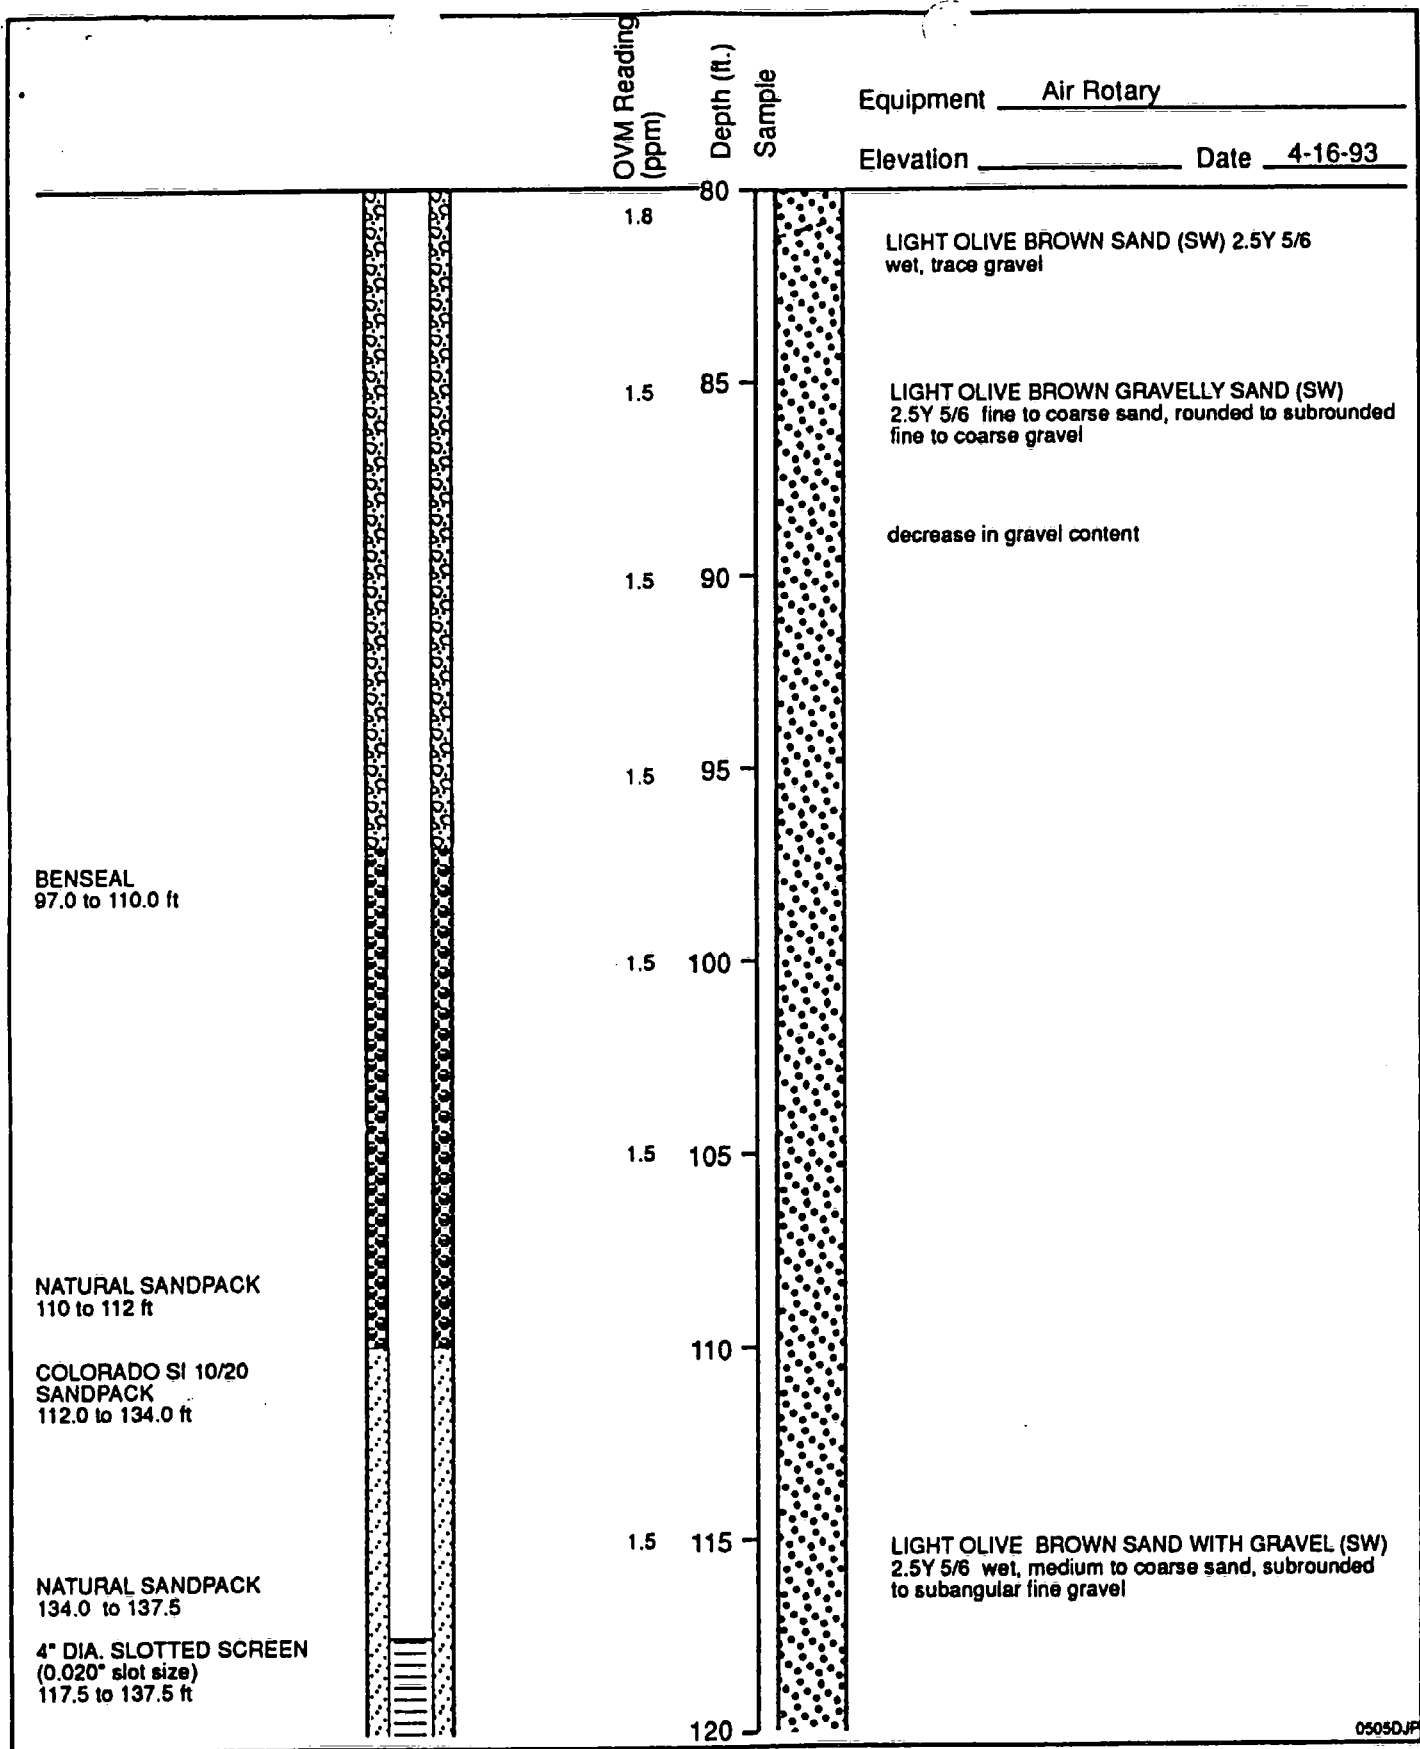 OVM Reading
(ppm)
Depth (ft.)
Sample
Equipment Air Rotary
Elevation Date 4-16-93
80
1.8
LIGHT OLIVE BROWN SAND (SW) 2.5Y 5/6
wet, trace gravel
1.5 85
LIGHT OLIVE BROWN GRAVELLY SAND (SW)
2.5Y 5/6 fine to coarse sand, rounded to subrounded
fine to coarse gravel
decrease in gravel content
1.5 90
1.5 95
BENSEAL
97.0 to 110.0 ft
1.5 100
1.5 105
NATURAL SANDPACK
110 to 112 ft
110
COLORADO SI 10/20
SANDPACK
112.0 to 134.0 ft
1.5 115
LIGHT OLIVE BROWN SAND WITH GRAVEL (SW)
2.5Y 5/6 wet, medium to coarse sand, subrounded
to subangular fine gravel
NATURAL SANDPACK
134.0 to 137.5
4" DIA. SLOTTED SCREEN
(0.020" slot size)
117.5 to 137.5 ft
120
0505DJP